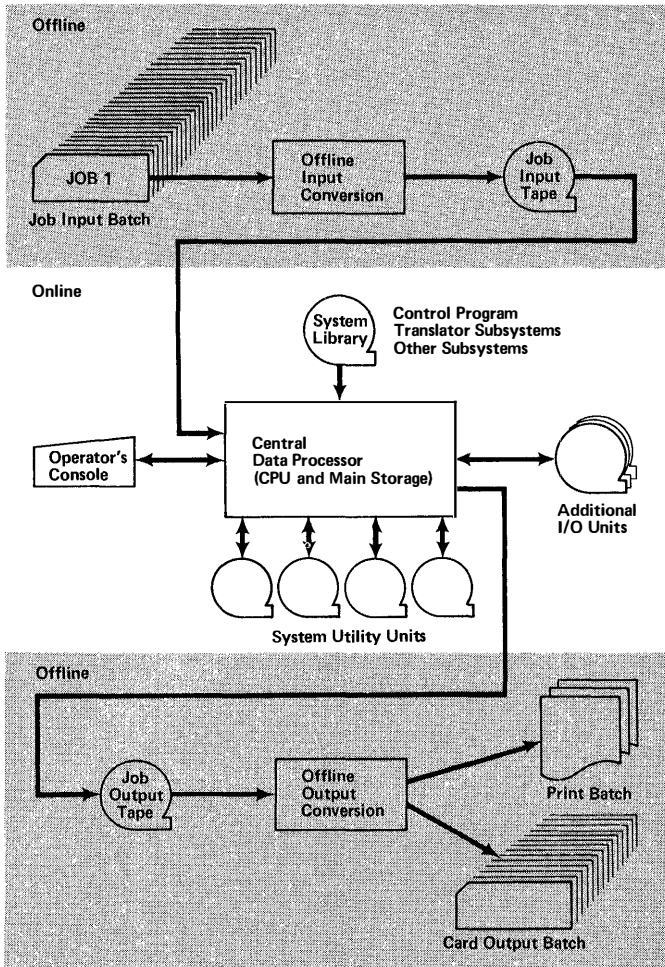 Offline
JOB 1
Job Input Batch
Offline
Input
Conversion
Job
Input
Tape
Online
System
Library
Control Program
Translator Subsystems
Other Subsystems
Operator's
Console
Central
Data Processor
(CPU and Main Storage)
Additional
I/O Units
System Utility Units
Offline
Job
Output
Tape
Offline
Output
Conversion
Print Batch
Card Output Batch